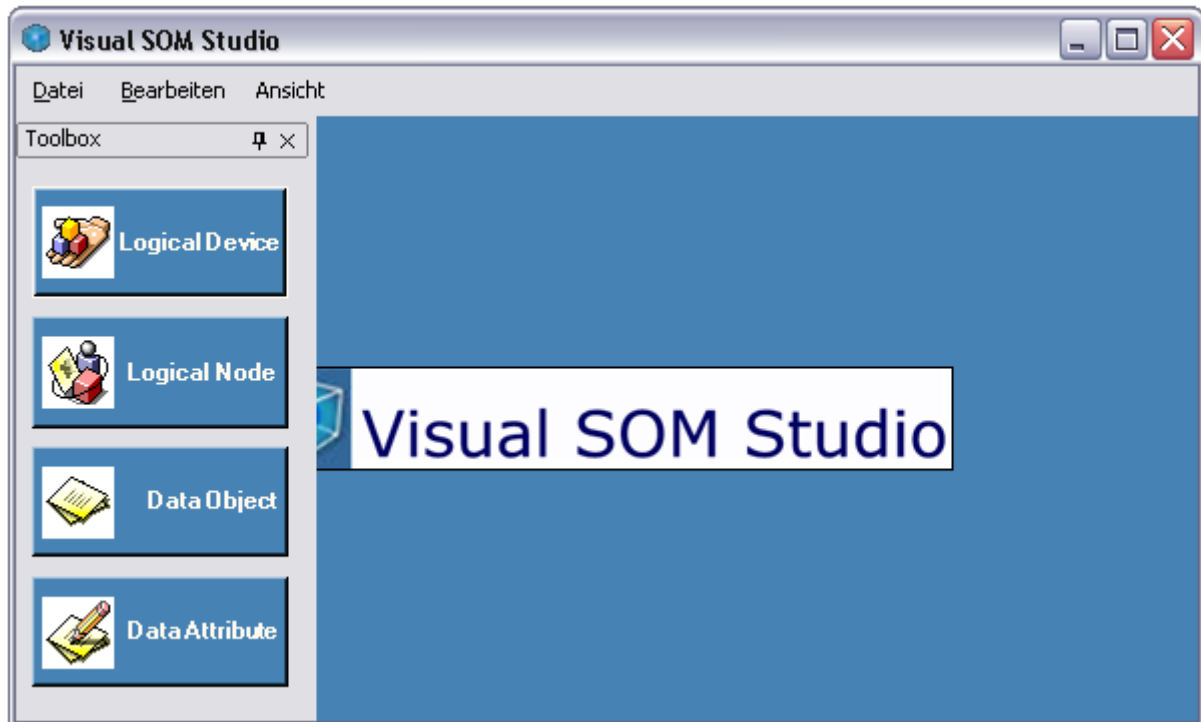 Visual SOM Studio
Datei Bearbeiten Ansicht
Toolbox
Logical Device
Logical Node
Data Object
Data Attribute
Visual SOM Studio